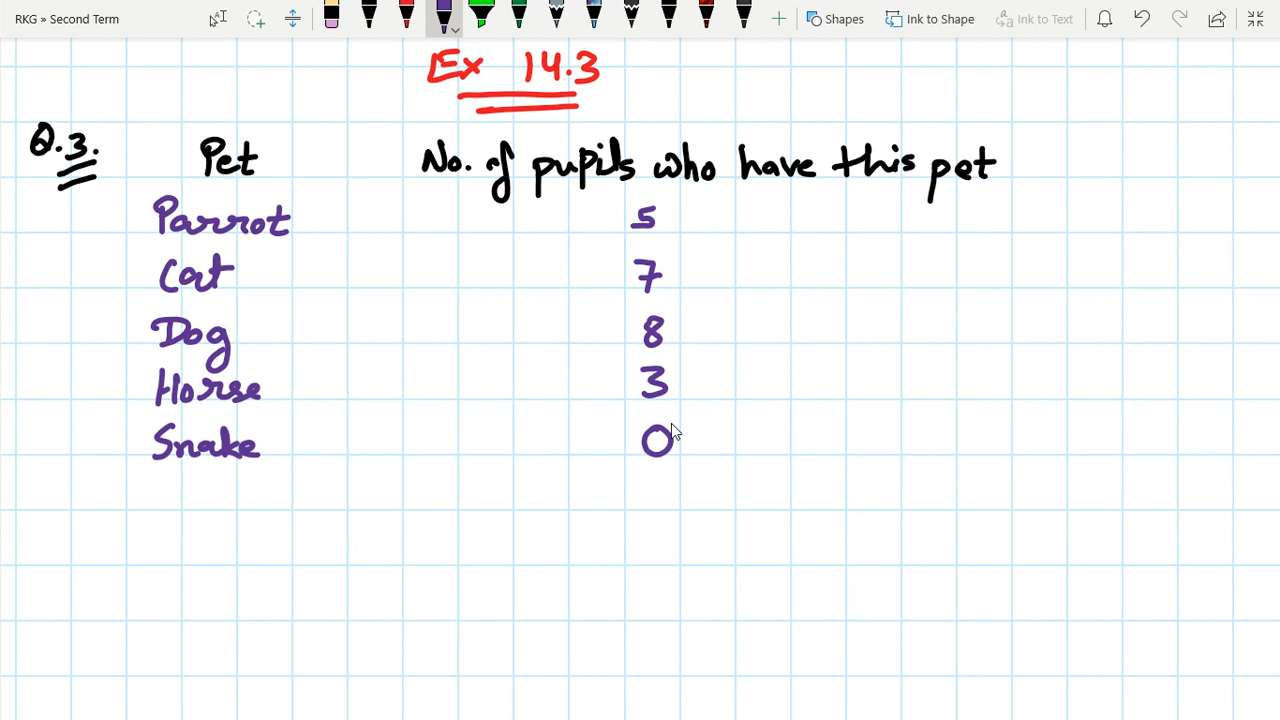 RKG » Second Term Shapes Ink to Shape Ink to Text
Ex 14.3
Q.3. Pet No. of pupils who have this pet
Parrot 5
Cat 7
Dog 8
Horse 3
Snake 0